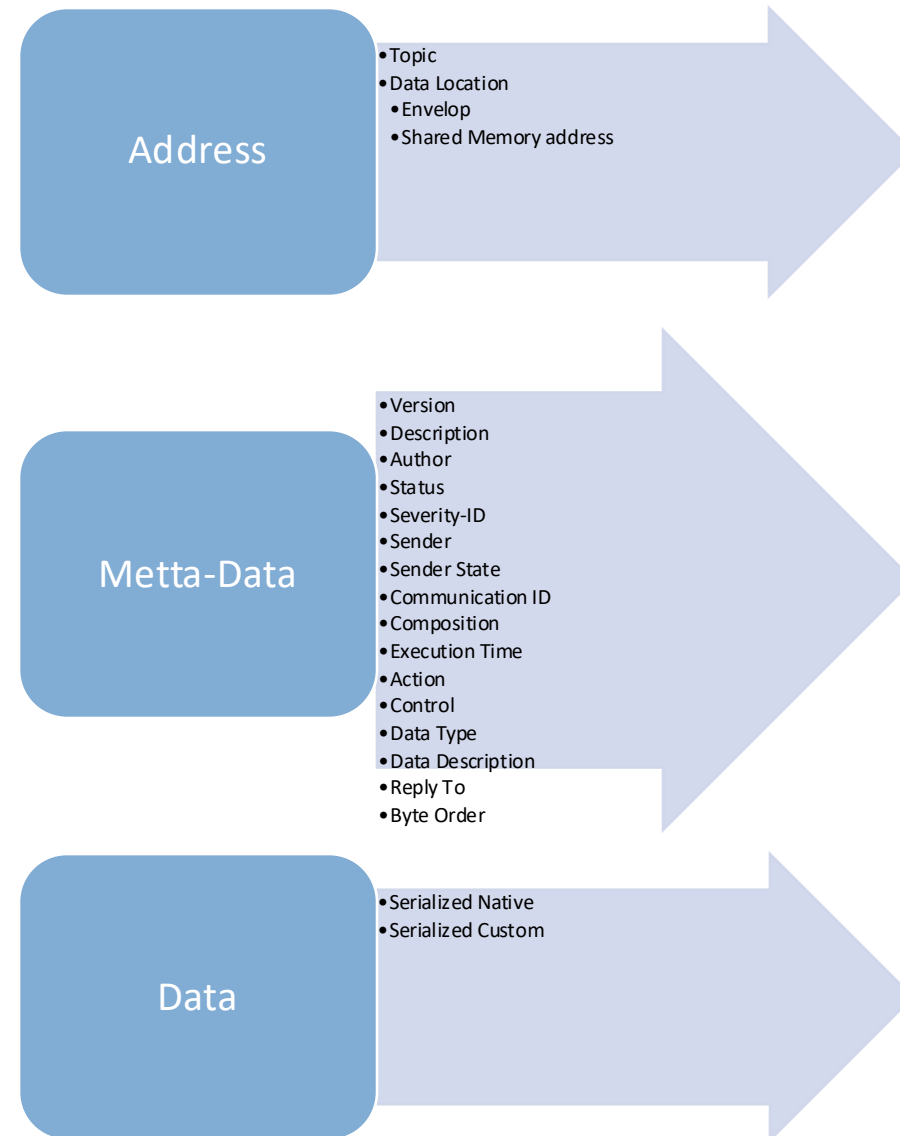 Address
•Topic
•Data Location
•Envelop
•Shared Memory address
Metta-Data
•Version
•Description
•Author
•Status
•Severity-ID
•Sender
•Sender State
•Communication ID
•Composition
•Execution Time
•Action
•Control
•Data Type
•Data Description
•Reply To
•Byte Order
Data
•Serialized Native
•Serialized Custom